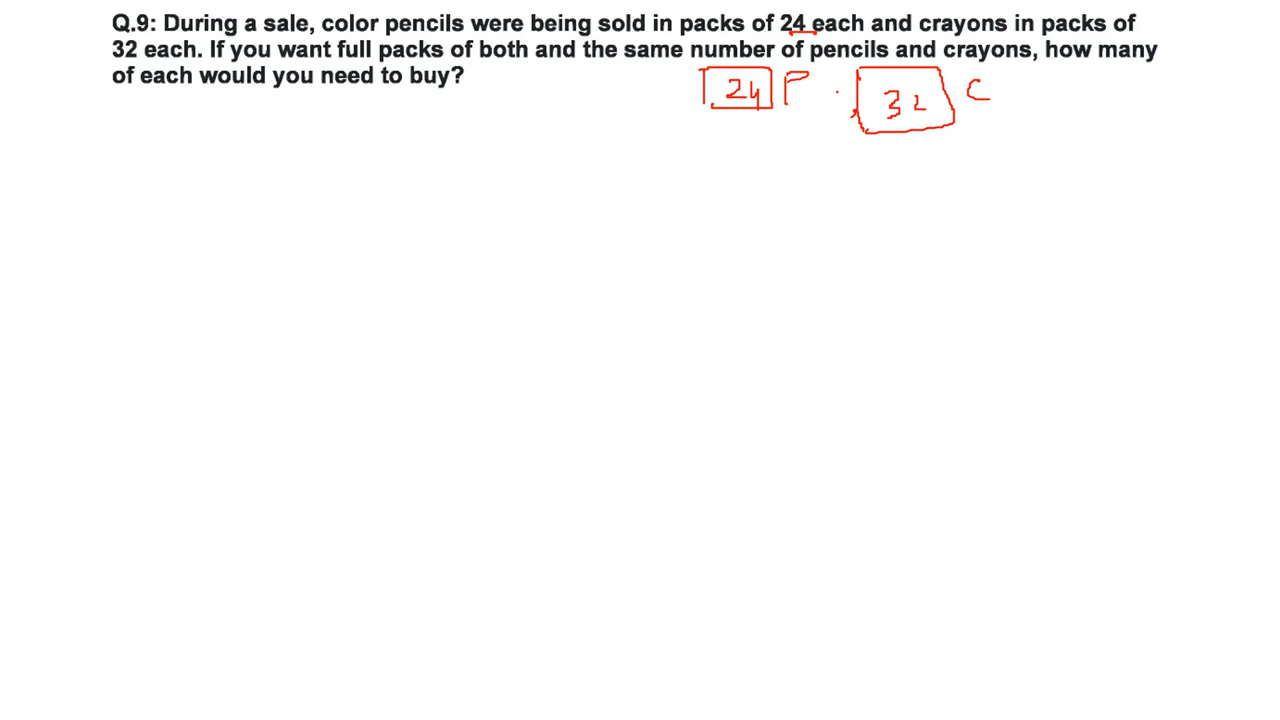 Q.9: During a sale, color pencils were being sold in packs of 24 each and crayons in packs of
32 each. If you want full packs of both and the same number of pencils and crayons, how many
of each would you need to buy?
24 P 32 C